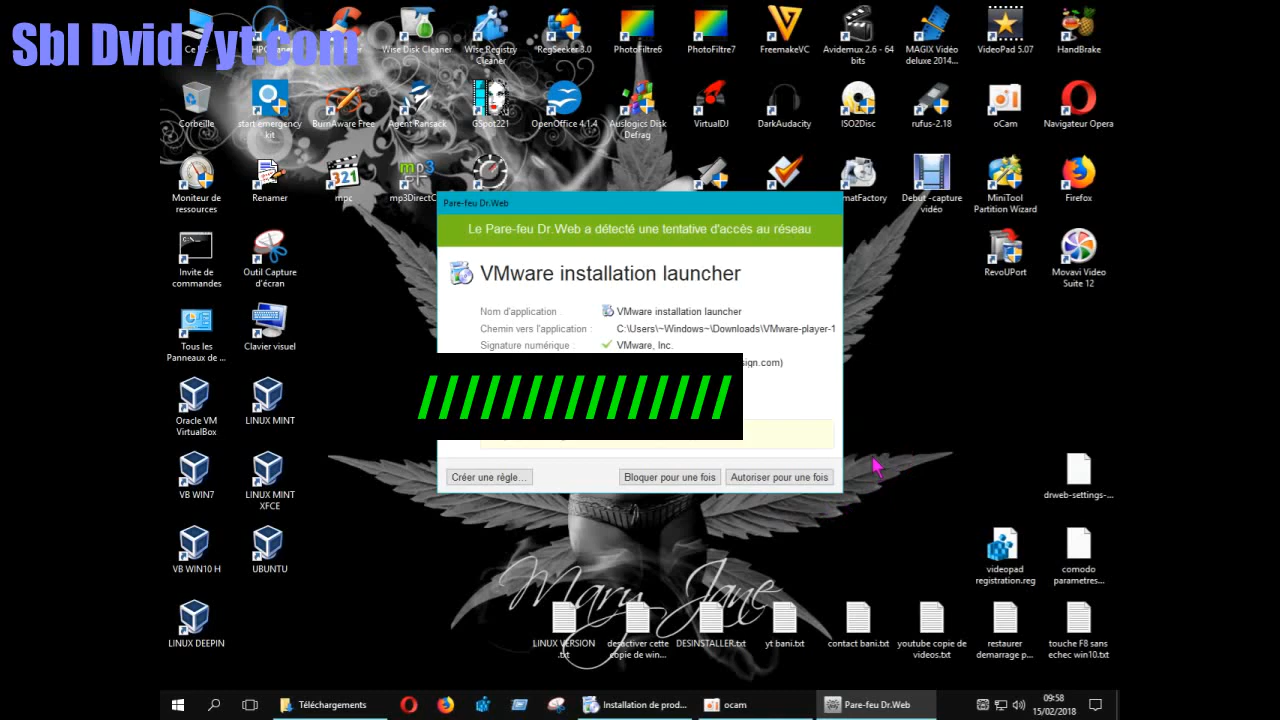 Sbl Dvid 7yt.com
Wise Disk Cleaner
Wise Registry
Cleaner
RegSeeker 3.0
PhotoFiltre6
PhotoFiltre7
FreemakeVC
Avidemux 2.6 - 64
bits
MAGIX Vidéo
deluxe 2014...
VideoPad 5.07
HandBrake
Corbeille
start emergency
kit
BurnAware Free
Agent Ransack
GSpot221
OpenOffice 4.1.4
Auslogics Disk
Defrag
VirtualDJ
DarkAudacity
ISO2Disc
rufus-2.18
oCam
Navigateur Opera
Moniteur de
ressources
Renamer
321
mpc
mp3
mp3DirectC
matFactory
Debut -capture
vidéo
MiniTool
Partition Wizard
Firefox
Invite de
commandes
Outil Capture
d'écran
RevoUPort
Movavi Video
Suite 12
Tous les
Panneaux de ...
Clavier visuel
Oracle VM
VirtualBox
LINUX MINT
VB WIN7
LINUX MINT
XFCE
VB WIN10 H
UBUNTU
LINUX DEEPIN
Pare-feu Dr.Web
Le Pare-feu Dr.Web a détecté une tentative d'accès au réseau
VMware installation launcher
Nom d'application :
VMware installation launcher
Chemin vers l'application :
C:\Users\~Windows~\Downloads\VMware-player-1
Signature numérique :
VMware, Inc.
sign.com)
///////////////
Créer une règle...
Bloquer pour une fois
Autoriser pour une fois
Mary Jane
drweb-settings-...
videopad
registration.reg
comodo
parametres...
LINUX VERSION
.txt
desactiver cette
copie de win...
DESINSTALLER.txt
yt bani.txt
contact bani.txt
youtube copie de
videos.txt
restaurer
demarrage p...
touche F8 sans
echec win10.txt
Téléchargements
Installation de prod...
ocam
Pare-feu Dr.Web
09:58
15/02/2018